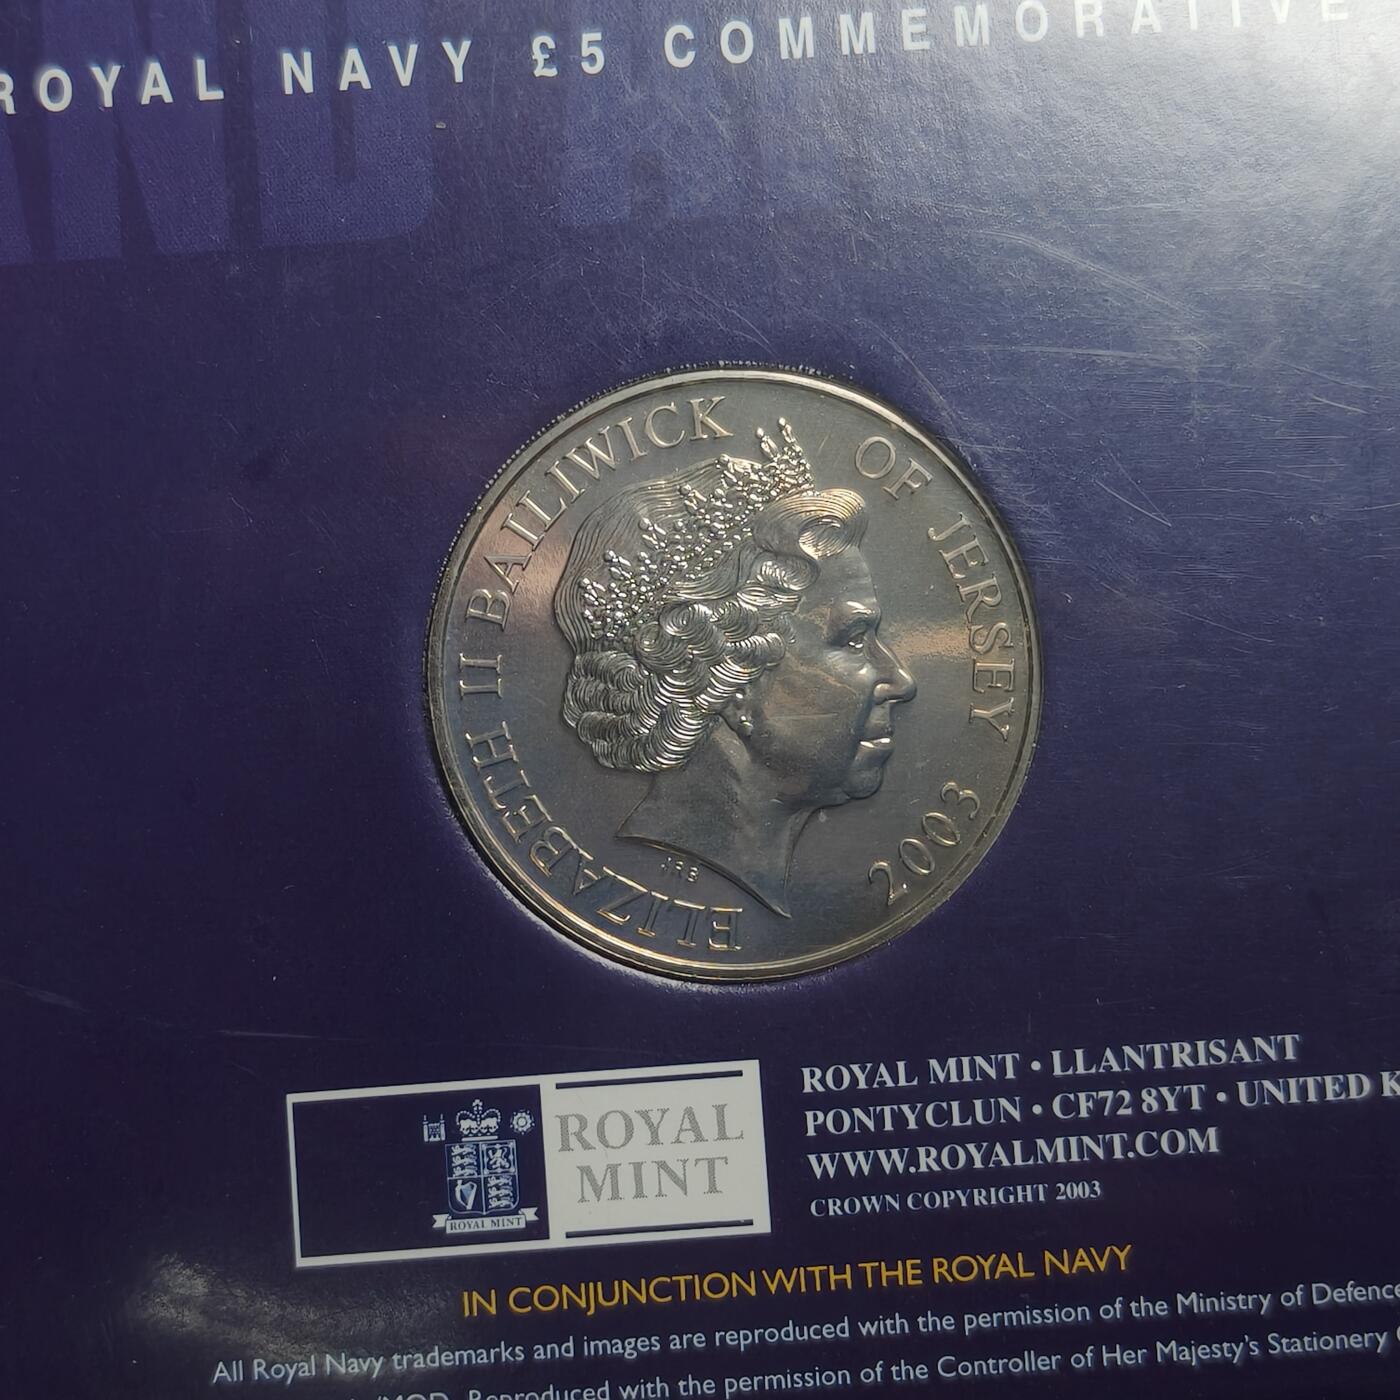 ROYAL NAVY £5 COMMEMORATIVE
ELIZABETH II BAILIWICK OF JERSEY 2003
JRB
ROYAL MINT
ROYAL
MINT
ROYAL MINT • LLANTRISANT
PONTYCLUN • CF72 8YT • UNITED K
WWW.ROYALMINT.COM
CROWN COPYRIGHT 2003
IN CONJUNCTION WITH THE ROYAL NAVY
All Royal Navy trademarks and images are reproduced with the permission of the Ministry of Defence
/MOD. Reproduced with the permission of the Controller of Her Majesty's Stationery